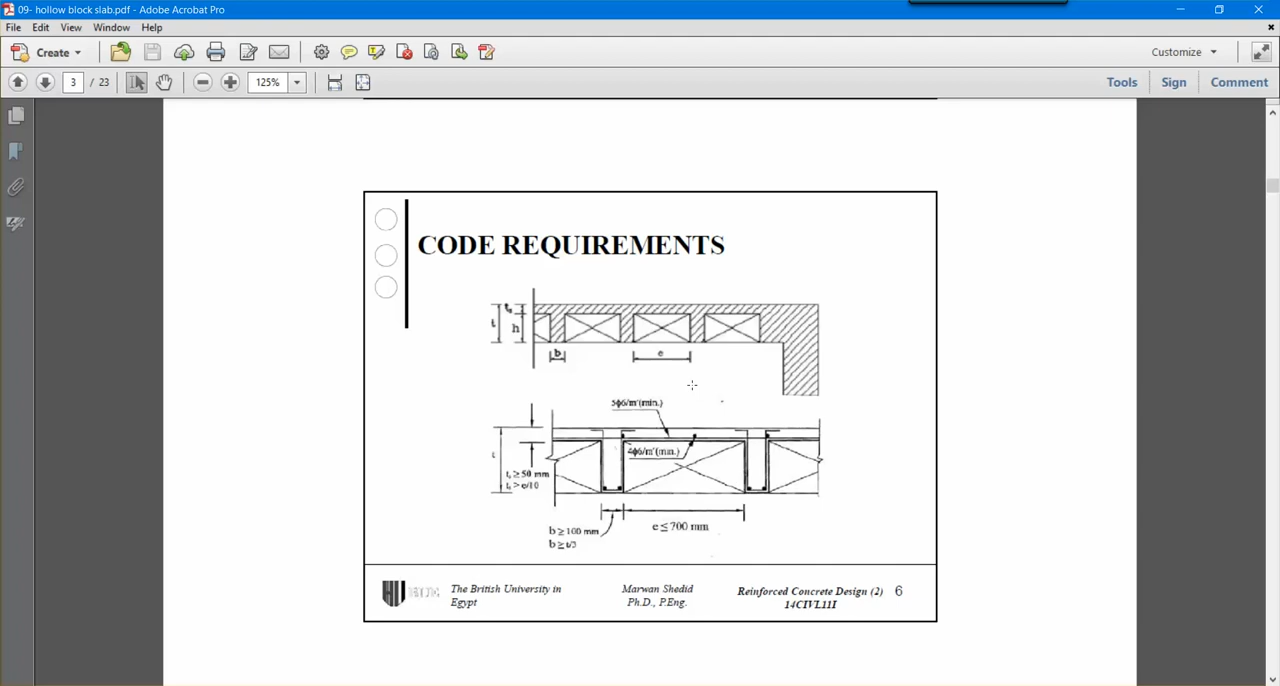 09- hollow block slab.pdf - Adobe Acrobat Pro
File Edit View Window Help
Create
Customize
3 / 23
125%
Tools Sign Comment
CODE REQUIREMENTS
t
h
b
e
5ϕ6/m'(min.)
4ϕ6/m'(min.)
t
≥ 50 mm
> e/10
b ≥ 100 mm
b ≥ t/3
e ≤ 700 mm
The British University in
Egypt
Marwan Shedid
Ph.D., P.Eng.
Reinforced Concrete Design (2)
14CIVL11I
6